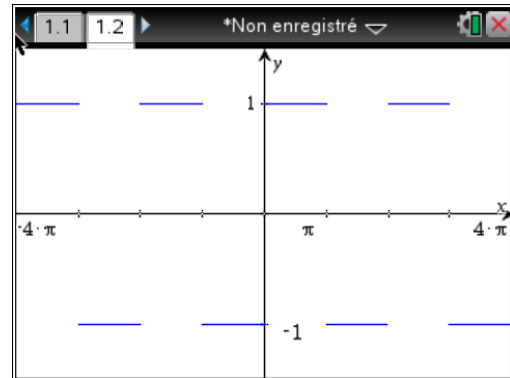 1.1 1.2 *Non enregistré
y
1
x
-4·π π 4·π
-1